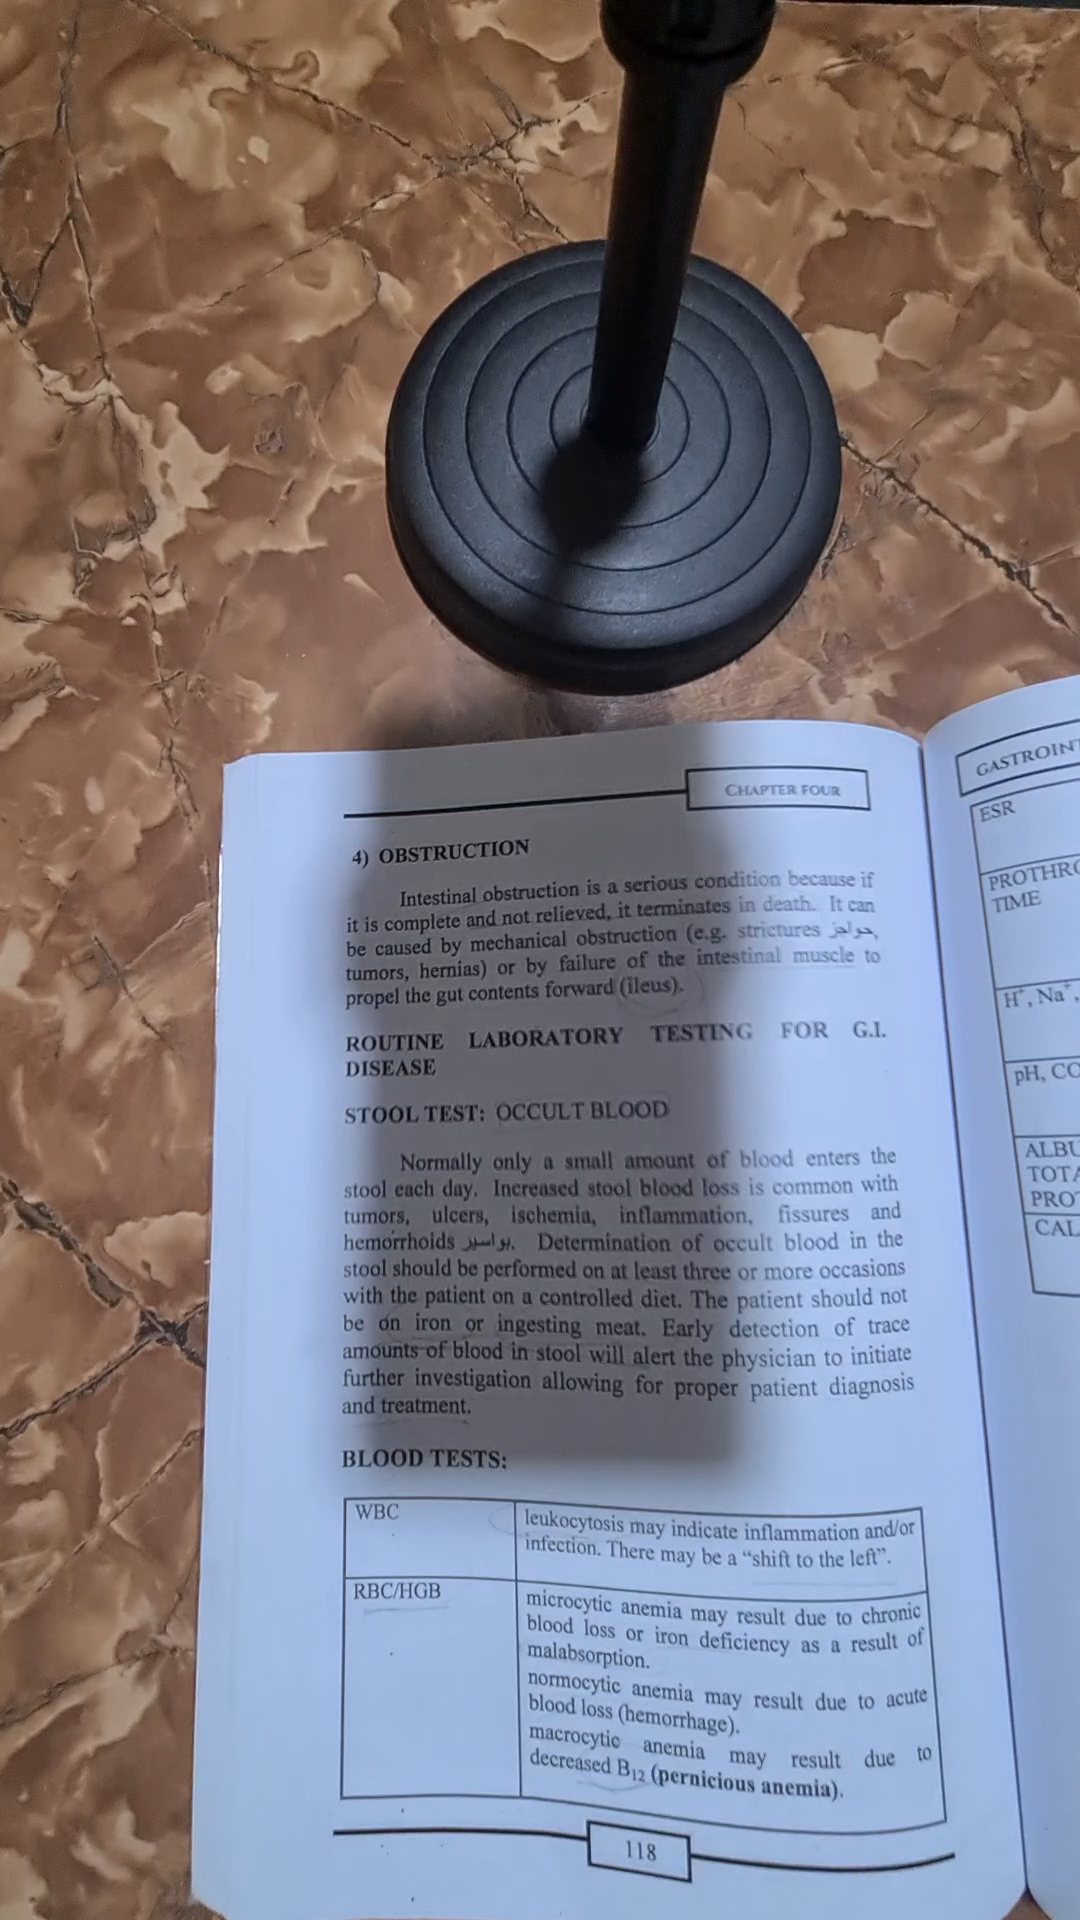 CHAPTER FOUR
4) OBSTRUCTION
Intestinal obstruction is a serious condition because if
it is complete and not relieved, it terminates in death. It can
be caused by mechanical obstruction (e.g. strictures حواجز,
tumors, hernias) or by failure of the intestinal muscle to
propel the gut contents forward (ileus).
ROUTINE LABORATORY TESTING FOR G.I.
DISEASE
STOOL TEST: OCCULT BLOOD
Normally only a small amount of blood enters the
stool each day. Increased stool blood loss is common with
tumors, ulcers, ischemia, inflammation, fissures and
hemorrhoids بواسير. Determination of occult blood in the
stool should be performed on at least three or more occasions
with the patient on a controlled diet. The patient should not
be on iron or ingesting meat. Early detection of trace
amounts of blood in stool will alert the physician to initiate
further investigation allowing for proper patient diagnosis
and treatment.
BLOOD TESTS:
WBC
leukocytosis may indicate inflammation and/or
infection. There may be a “shift to the left”.
RBC/HGB
microcytic anemia may result due to chronic
blood loss or iron deficiency as a result of
malabsorption.
normocytic anemia may result due to acute
blood loss (hemorrhage).
macrocytic anemia may result due to
decreased B12 (pernicious anemia).
118
GASTROINT
ESR
PROTHRO
TIME
H+, Na+,
pH, CO
ALBU
TOTA
PRO
CAL